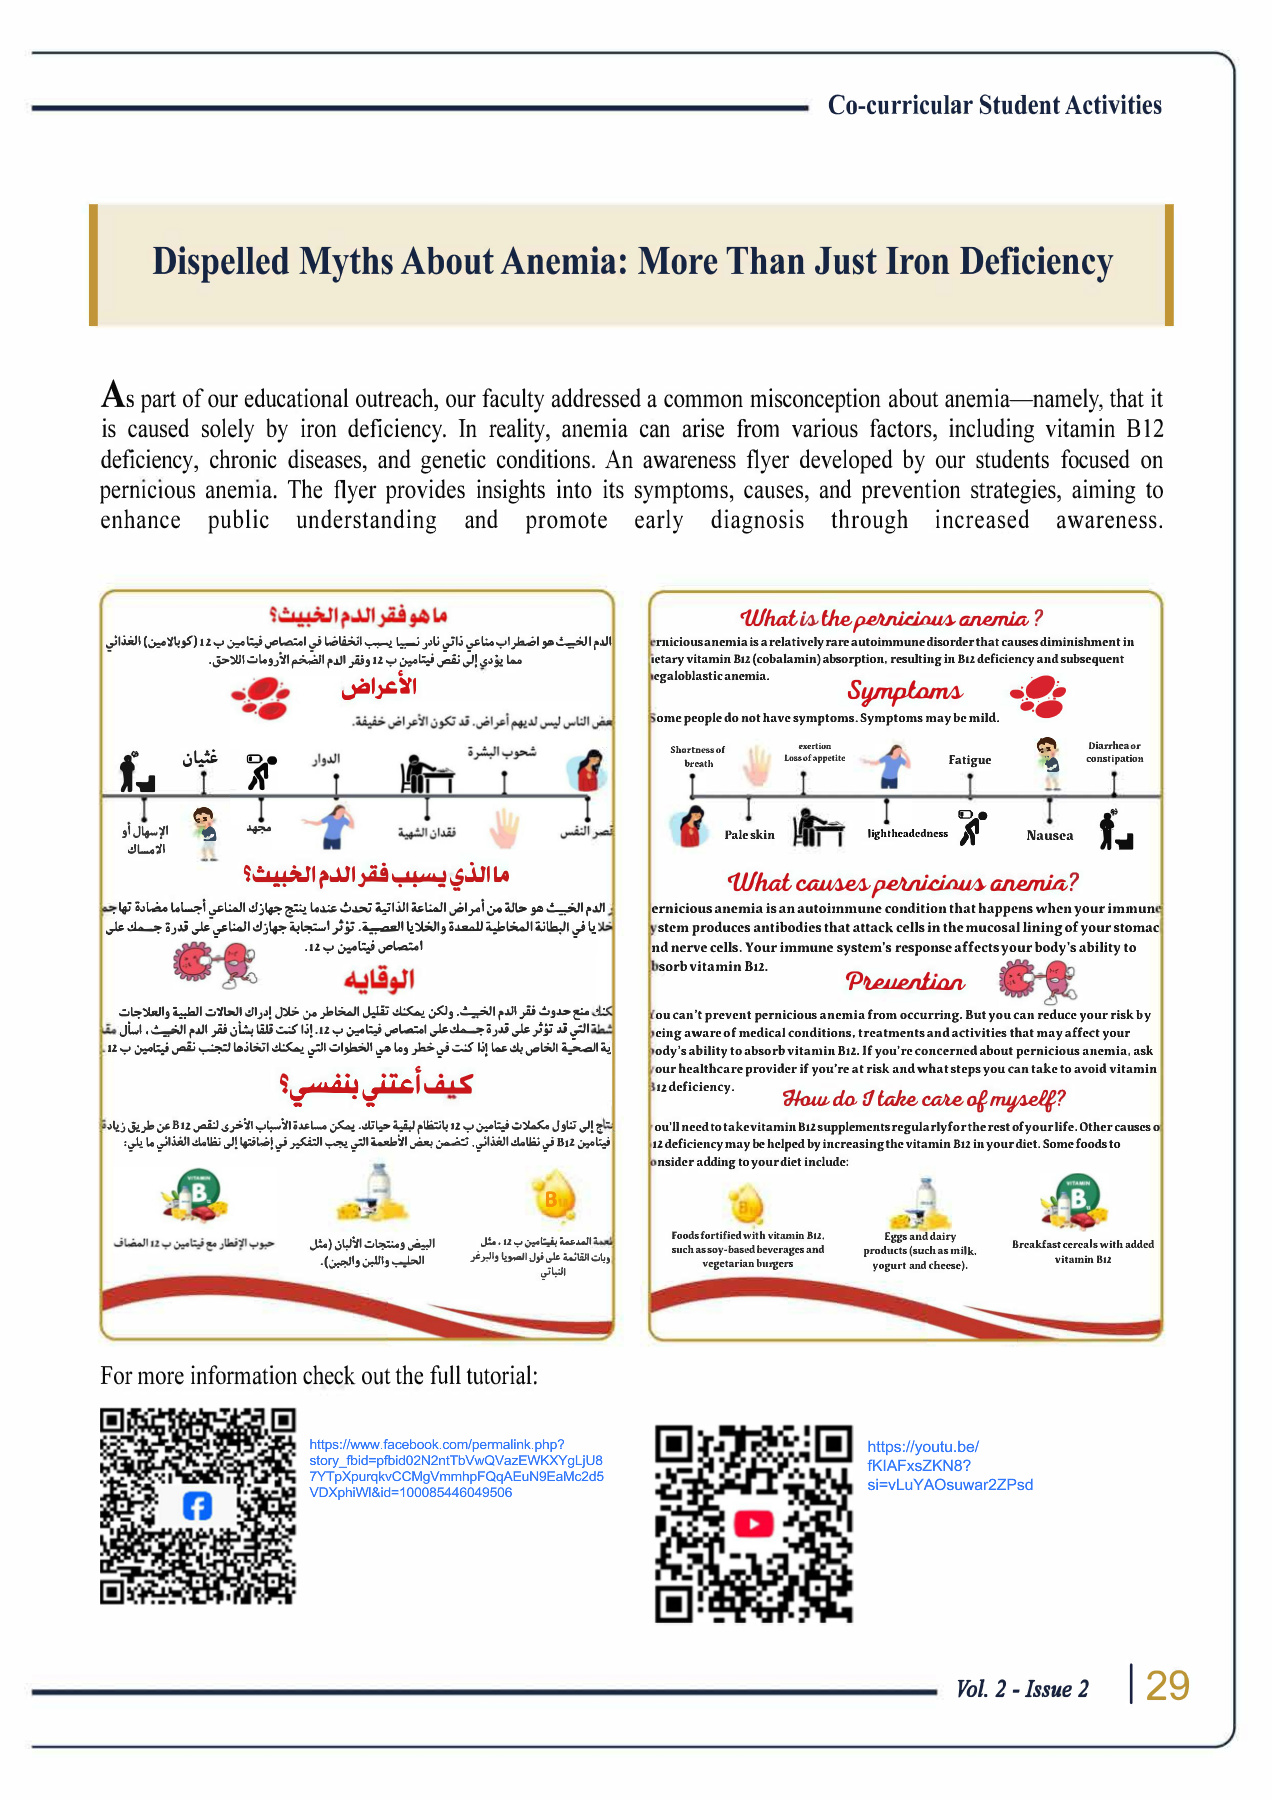 Co-curricular Student Activities
Dispelled Myths About Anemia: More Than Just Iron Deficiency
As part of our educational outreach, our faculty addressed a common misconception about anemia—namely, that it
is caused solely by iron deficiency. In reality, anemia can arise from various factors, including vitamin B12
deficiency, chronic diseases, and genetic conditions. An awareness flyer developed by our students focused on
pernicious anemia. The flyer provides insights into its symptoms, causes, and prevention strategies, aiming to
enhance public understanding and promote early diagnosis through increased awareness.
ما هو فقر الدم الخبيث؟
الدم الخبيث هو اضطراب مناعي ذاتي نادر نسبيا يسبب انخفاضا في امتصاص فيتامين ب 12 (كوبالامين) الغذائي
مما يؤدي إلى نقص فيتامين ب 12 وفقر الدم الضخم الأرومات اللاحق.
الأعراض
عض الناس ليس لديهم أعراض. قد تكون الأعراض خفيفة.
شحوب البشرة
الدوار
غثيان
قصر النفس
فقدان الشهية
مجهد
الإسهال أو
الامساك
ما الذي يسبب فقر الدم الخبيث؟
ر الدم الخبيث هو حالة من أمراض المناعة الذاتية تحدث عندما ينتج جهازك المناعي أجساما مضادة تهاجم
خلايا في البطانة المخاطية للمعدة والخلايا العصبية. تؤثر استجابة جهازك المناعي على قدرة جسمك على
امتصاص فيتامين ب 12.
الوقايه
كنك منع حدوث فقر الدم الخبيث. ولكن يمكنك تقليل المخاطر من خلال إدراك الحالات الطبية والعلاجات
شطة التي قد تؤثر على قدرة جسمك على امتصاص فيتامين ب 12. إذا كنت قلقا بشأن فقر الدم الخبيث ، اسأل مقد
ية الصحية الخاص بك عما إذا كنت في خطر وما هي الخطوات التي يمكنك اتخاذها لتجنب نقص فيتامين ب 12.
كيف أعتني بنفسي؟
تاج إلى تناول مكملات فيتامين ب 12 بانتظام لبقية حياتك. يمكن مساعدة الأسباب الأخرى لنقص B12 عن طريق زيادة
فيتامين B12 في نظامك الغذائي. تتضمن بعض الأطعمة التي يجب التفكير في إضافتها إلى نظامك الغذائي ما يلي:
B12
VITAMIN
B12
طعمة المدعمة بفيتامين ب 12 ، مثل
وبات القائمة على فول الصويا والبرغر
النباتي
البيض ومنتجات الألبان (مثل
الحليب واللبن والجبن).
حبوب الإفطار مع فيتامين ب 12 المضاف
What is the pernicious anemia?
ernicious anemia is a relatively rare autoimmune disorder that causes diminishment in
ietary vitamin B12 (cobalamin) absorption, resulting in B12 deficiency and subsequent
egaloblastic anemia.
Symptoms
Some people do not have symptoms. Symptoms may be mild.
Shortness of
breath
exertion
Loss of appetite
Fatigue
Diarrhea or
constipation
Pale skin
lightheadedness
Nausea
What causes pernicious anemia?
ernicious anemia is an autoimmune condition that happens when your immune
ystem produces antibodies that attack cells in the mucosal lining of your stomac
nd nerve cells. Your immune system's response affects your body's ability to
bsorb vitamin B12.
Prevention
You can't prevent pernicious anemia from occurring. But you can reduce your risk by
being aware of medical conditions, treatments and activities that may affect your
body's ability to absorb vitamin B12. If you're concerned about pernicious anemia, ask
your healthcare provider if you're at risk and what steps you can take to avoid vitamin
B12 deficiency.
How do I take care of myself?
you'll need to take vitamin B12 supplements regularly for the rest of your life. Other causes o
12 deficiency may be helped by increasing the vitamin B12 in your diet. Some foods to
onsider adding to your diet include:
B12
VITAMIN
B12
Foods fortified with vitamin B12,
such as soy-based beverages and
vegetarian burgers
Eggs and dairy
products (such as milk,
yogurt and cheese).
Breakfast cereals with added
vitamin B12
For more information check out the full tutorial:
https://www.facebook.com/permalink.php?
story_fbid=pfbid02N2ntTbVwQVazEWKXYgLjU8
7YTpXpurqkvCCMgVmmhpFQqAEuN9EaMc2d5
VDXphiWl&id=100085446049506
https://youtu.be/
fKIAFxsZKN8?
si=vLuYAOsuwar2ZPsd
Vol. 2 - Issue 2
29